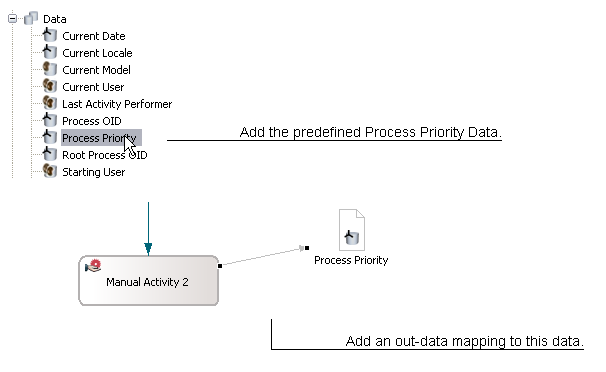 Data
Current Date
Current Locale
Current Model
Current User
Last Activity Performer
Process OID
Process Priority
Root Process OID
Starting User
Add the predefined Process Priority Data.
Manual Activity 2
Process Priority
Add an out-data mapping to this data.